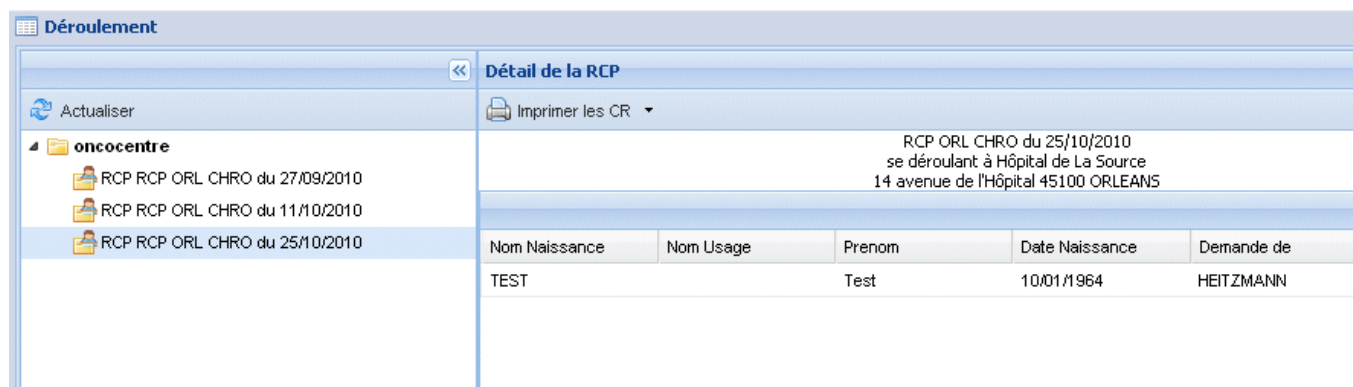 Déroulement
Actualiser
oncocentre
RCP RCP ORL CHRO du 27/09/2010
RCP RCP ORL CHRO du 11/10/2010
RCP RCP ORL CHRO du 25/10/2010
Détail de la RCP
Imprimer les CR
RCP ORL CHRO du 25/10/2010
se déroulant à Hôpital de La Source
14 avenue de l'Hôpital 45100 ORLEANS
Nom Naissance Nom Usage Prenom Date Naissance Demande de
TEST Test 10/01/1964 HEITZMANN